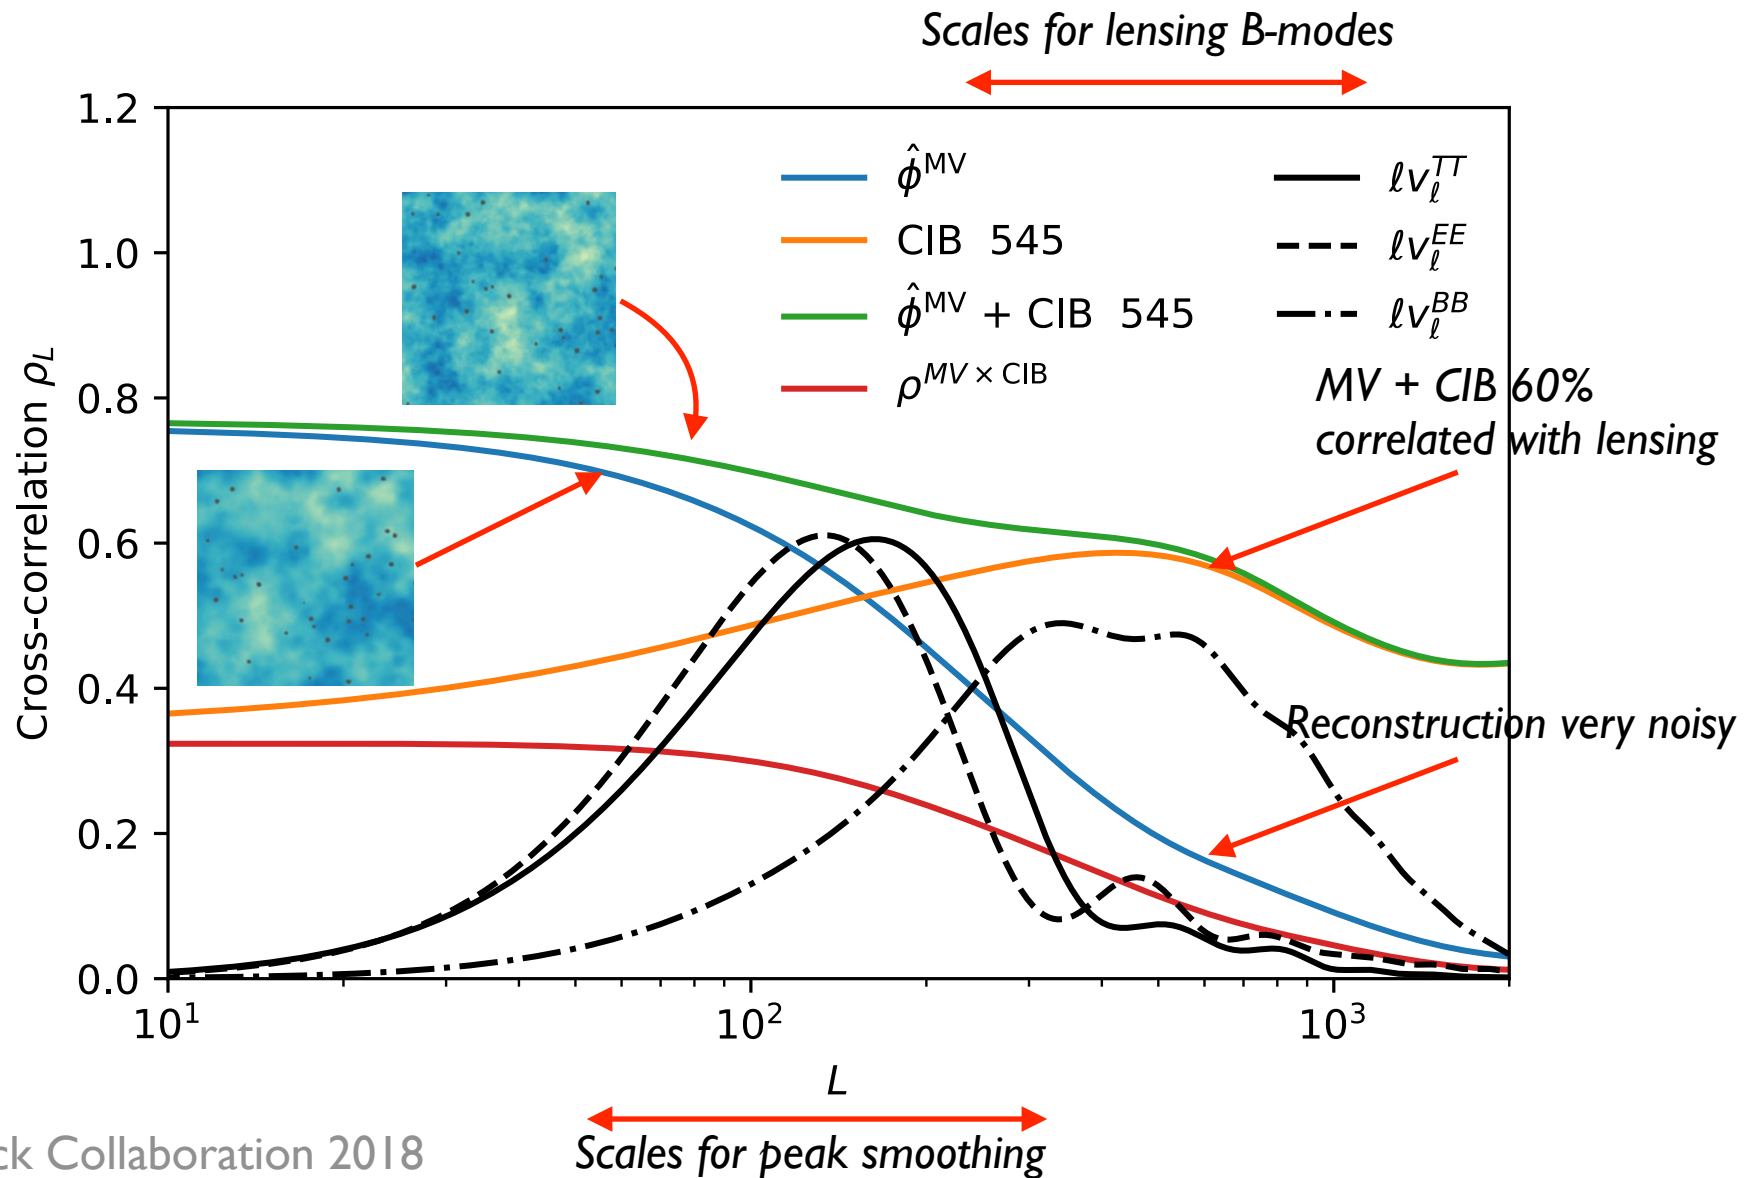 Scales for lensing B-modes
1.2
1.0
0.8
0.6
0.4
0.2
0.0
Cross-correlation ρ_L
ϕ̂^MV
CIB 545
ϕ̂^MV + CIB 545
ρ^MV × CIB
ℓv_ℓ^TT
ℓv_ℓ^EE
ℓv_ℓ^BB
MV + CIB 60%
correlated with lensing
Reconstruction very noisy
10^1
10^2
10^3
L
ck Collaboration 2018
Scales for peak smoothing